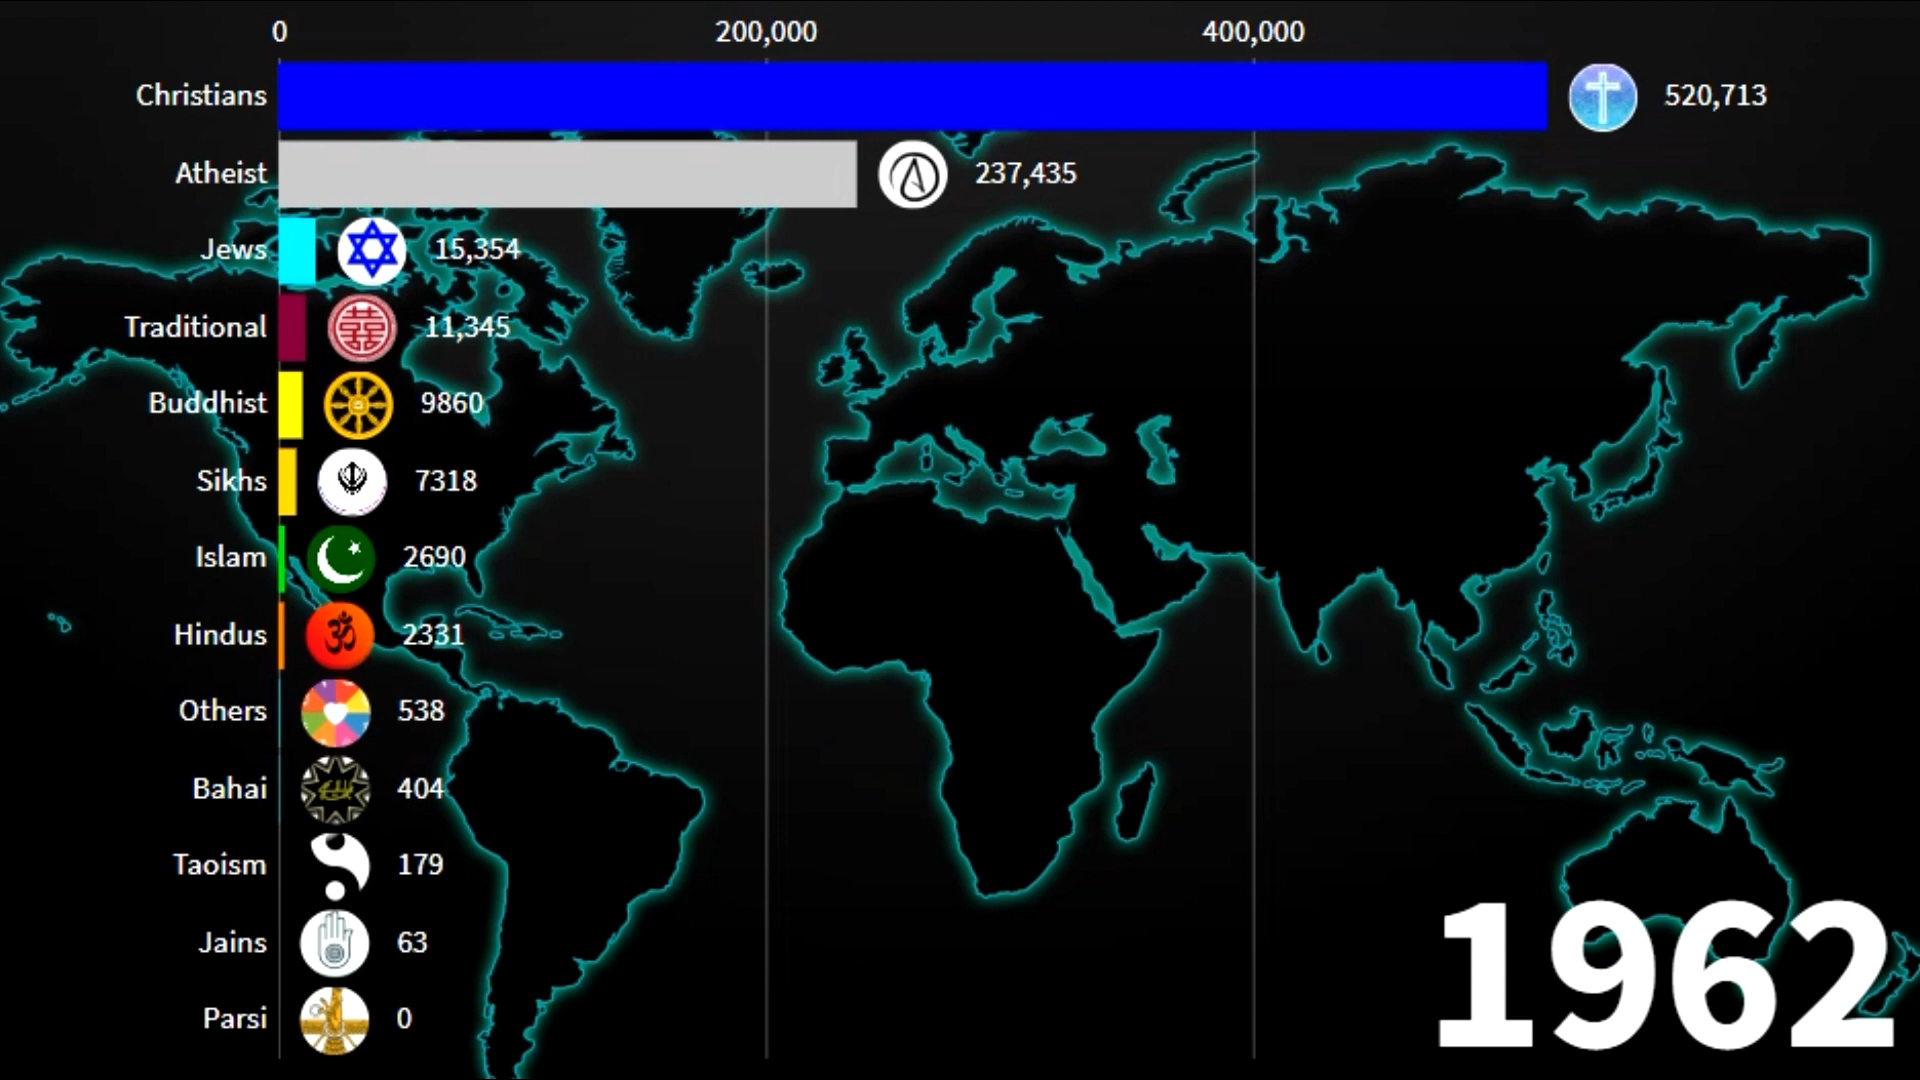 0 200,000 400,000
Christians 520,713
Atheist 237,435
Jews 15,354
Traditional 11,345
Buddhist 9860
Sikhs 7318
Islam 2690
Hindus 2331
Others 538
Bahai 404
Taoism 179
Jains 63
Parsi 0
1962